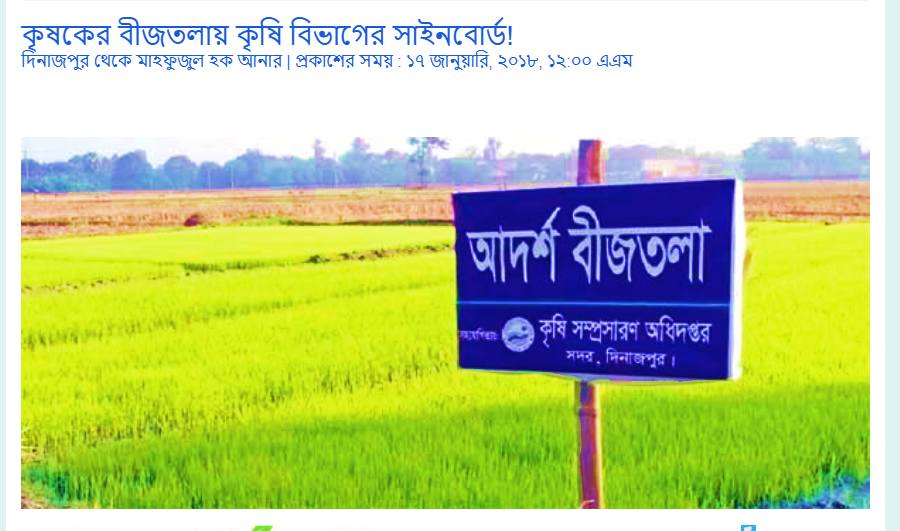 কৃষকের বীজতলায় কৃষি বিভাগের সাইনবোর্ড!
দিনাজপুর থেকে মাহফুজুল হক আনার | প্রকাশের সময় : ১৭ জানুয়ারি, ২০১৮, ১২:০০ এএম
আদর্শ বীজতলা
কৃষি সম্প্রসারণ অধিদপ্তর
সদর, দিনাজপুর।